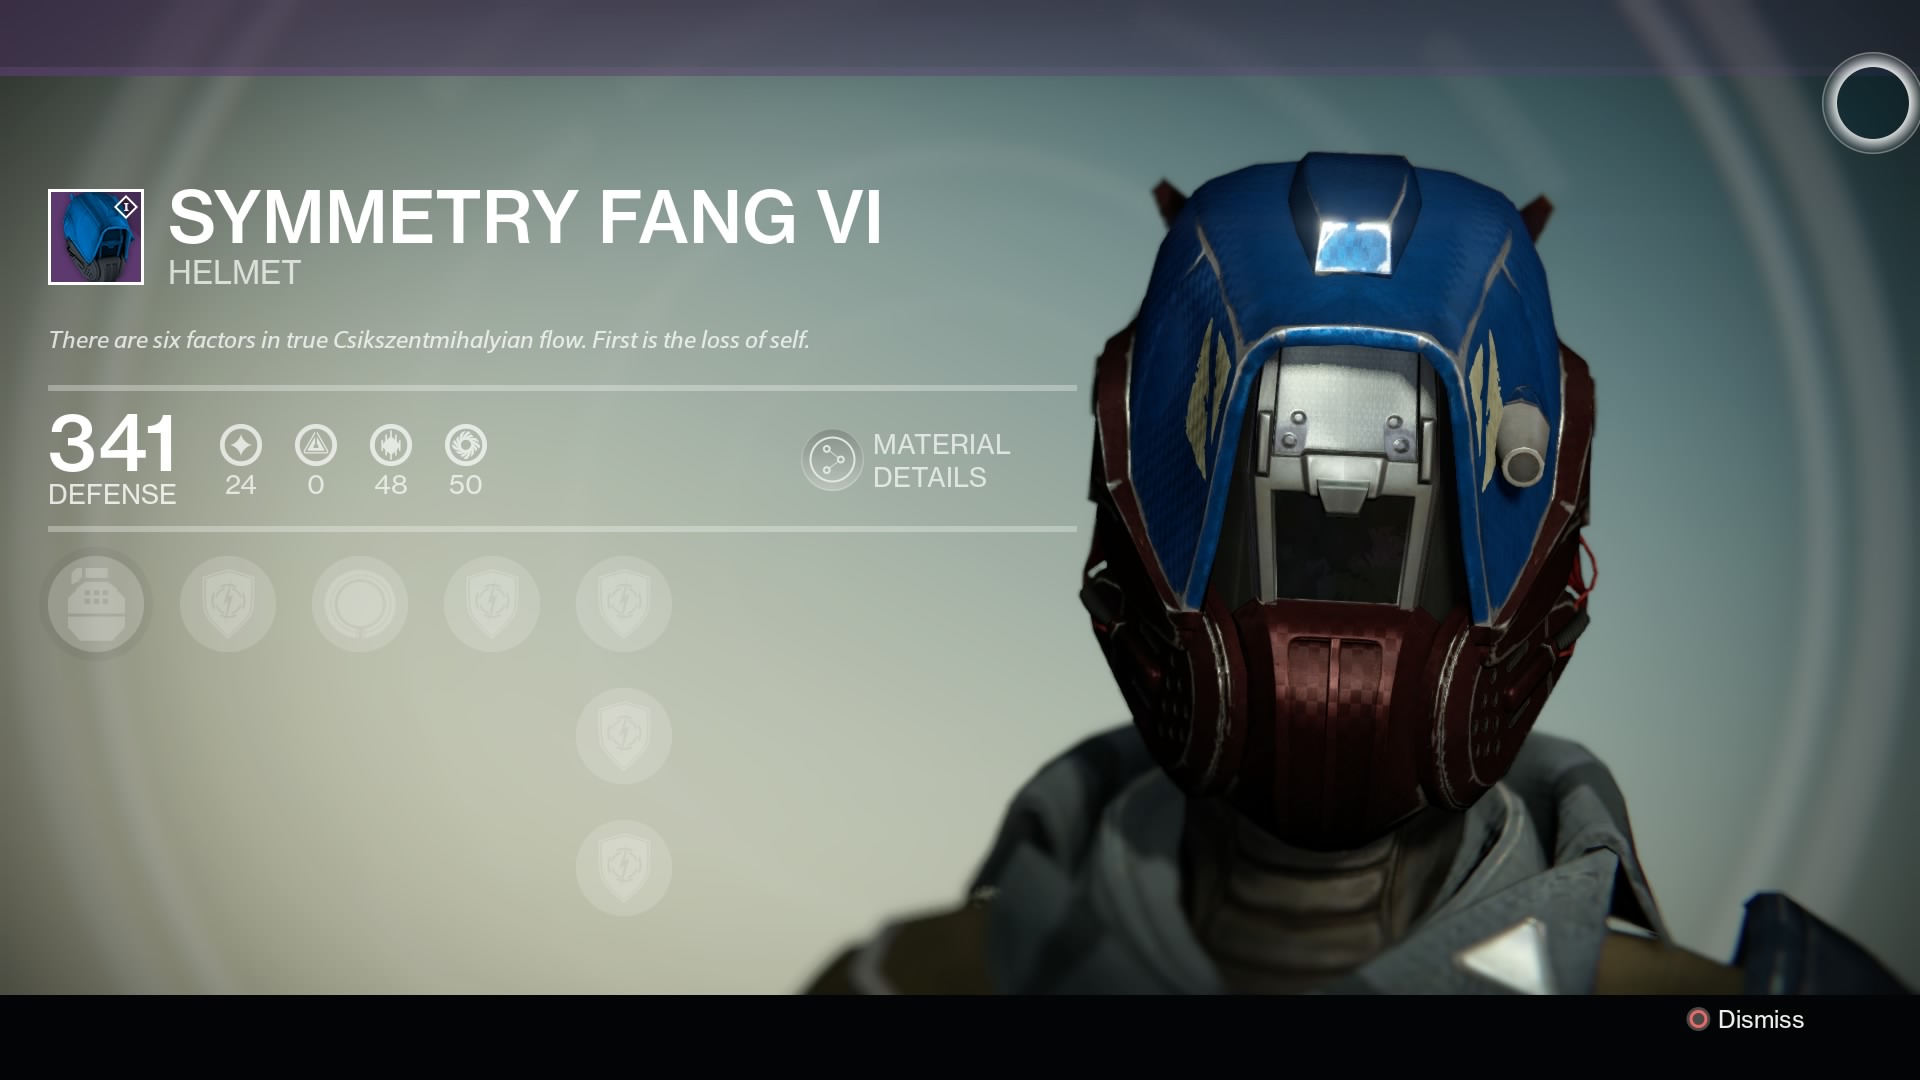 SYMMETRY FANG VI
HELMET
There are six factors in true Csikszentmihalyian flow. First is the loss of self.
341
DEFENSE
24
0
48
50
MATERIAL
DETAILS
Dismiss